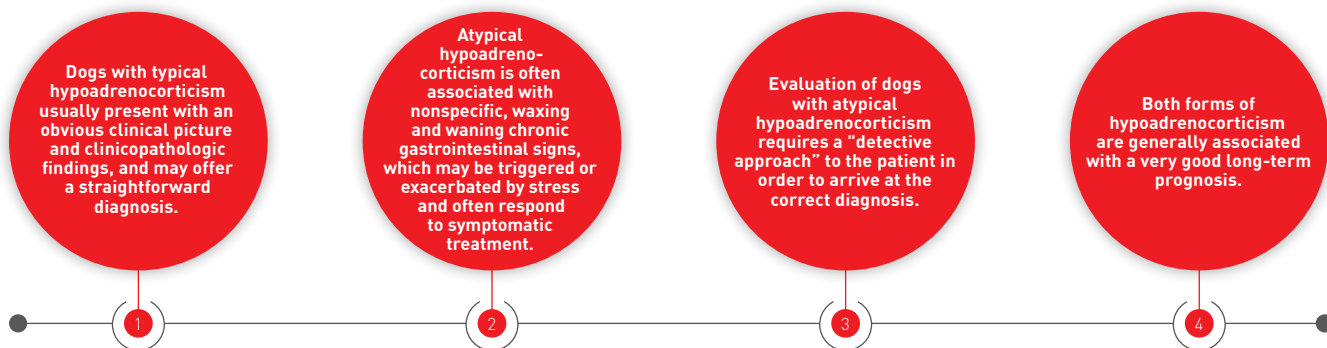 Dogs with typical
hypoadrenocorticism
usually present with an
obvious clinical picture
and clinicopathologic
findings, and may offer
a straightforward
diagnosis.
Atypical
hypoadreno-
corticism is often
associated with
nonspecific, waxing
and waning chronic
gastrointestinal signs,
which may be triggered or
exacerbated by stress
and often respond
to symptomatic
treatment.
Evaluation of dogs
with atypical
hypoadrenocorticism
requires a "detective
approach” to the patient in
order to arrive at the
correct diagnosis.
Both forms of
hypoadrenocorticism
are generally associated
with a very good long-term
prognosis.
1
2
3
4